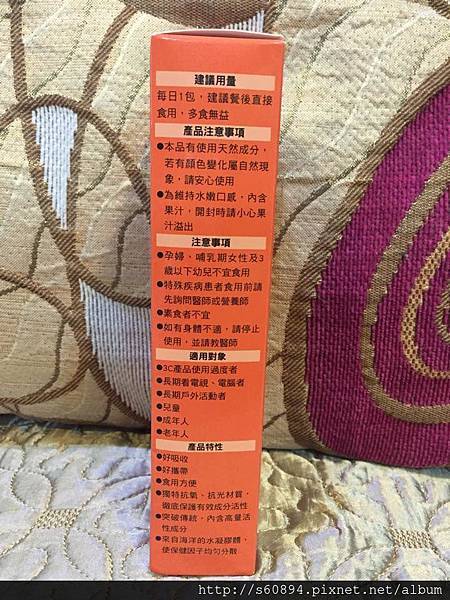 建議用量
每日1包，建議餐後直接
食用，多食無益
產品注意事項
●本品有使用天然成分，
若有顏色變化屬自然現
象，請安心使用
●為維持水嫩口感，內含
果汁，開封時請小心果
汁溢出
注意事項
●孕婦、哺乳期女性及3
歲以下幼兒不宜食用
●特殊疾病患者食用前請
先詢問醫師或營養師
●素食者不宜
●如有身體不適，請停止
使用，並請教醫師
適用對象
●3C產品使用過度者
●長期看電視、電腦者
●長期戶外活動者
●兒童
●成年人
●老年人
產品特性
●好吸收
●好攜帶
●食用方便
●獨特抗氧、抗光材質，
徹底保護有效成分活性
●突破傳統，內含高量活
性成分
●來自海洋的水凝膠體，
使保健因子均勻分散
http://s60894.pixnet.net/album